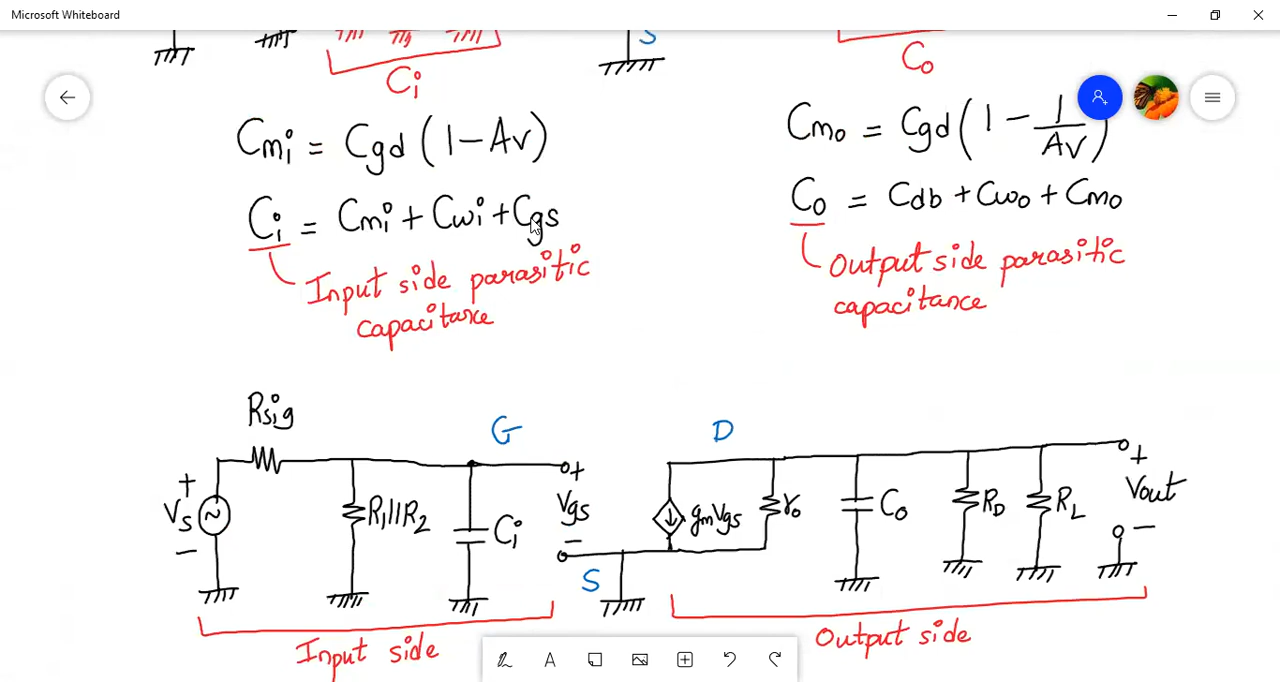 Microsoft Whiteboard
S
Ci
Co
Cmi = Cgd (1 - Av)
Cmo = Cgd (1 - 1/Av)
Ci = Cmi + Cwi + Cgs
Co = Cdb + Cwo + Cmo
Input side parasitic
capacitance
Output side parasitic
capacitance
Rsig
G
D
+
Vs
−
R1||R2
Ci
+
Vgs
−
S
gmVgs
ro
Co
RD
RL
+
Vout
−
Input side
Output side
A